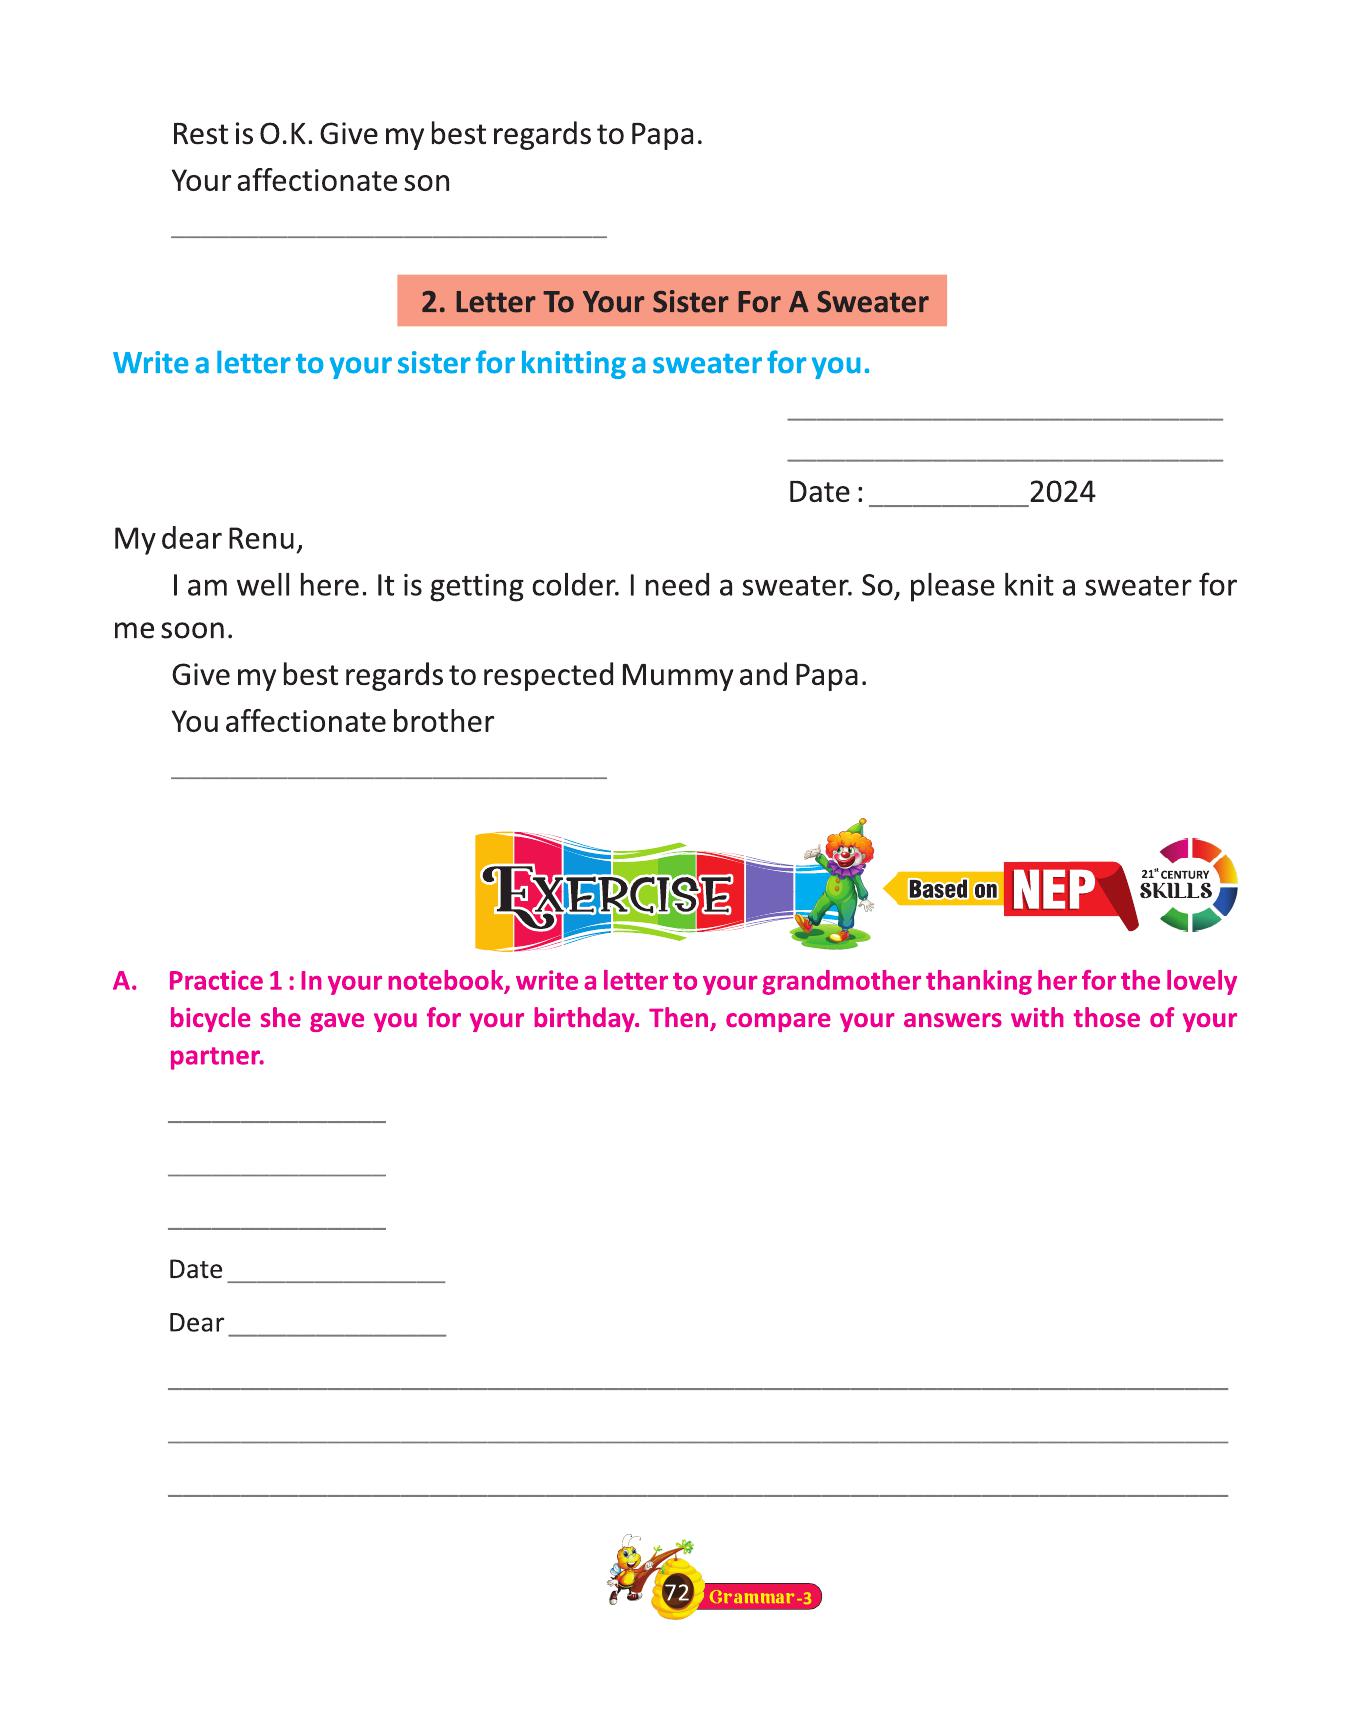 Rest is O.K. Give my best regards to Papa.
Your affectionate son
______________________________
2. Letter To Your Sister For A Sweater
Write a letter to your sister for knitting a sweater for you.
______________________________
______________________________
Date : ___________2024
My dear Renu,
I am well here. It is getting colder. I need a sweater. So, please knit a sweater for
me soon.
Give my best regards to respected Mummy and Papa.
You affectionate brother
______________________________
EXERCISE
Based on NEP
21st CENTURY
SKILLS
A. Practice 1 : In your notebook, write a letter to your grandmother thanking her for the lovely
bicycle she gave you for your birthday. Then, compare your answers with those of your
partner.
_______________
_______________
_______________
Date _______________
Dear _______________
_________________________________________________________________________
_________________________________________________________________________
_________________________________________________________________________
72 Grammar-3